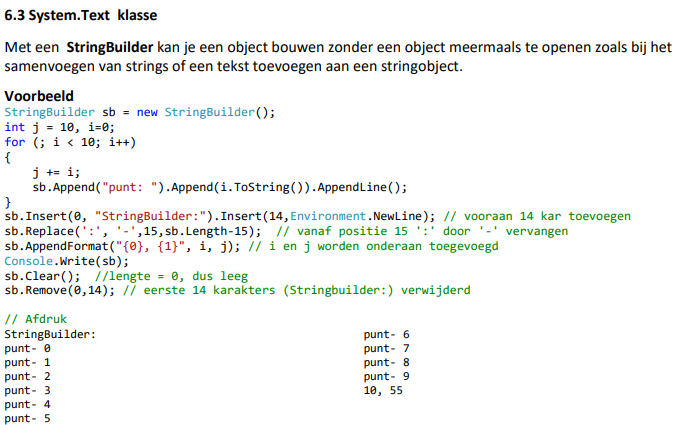 6.3 System.Text klasse
Met een StringBuilder kan je een object bouwen zonder een object meermaals te openen zoals bij het
samenvoegen van strings of een tekst toevoegen aan een stringobject.
Voorbeeld
StringBuilder sb = new StringBuilder();
int j = 10, i=0;
for (; i < 10; i++)
{
    j += i;
    sb.Append("punt: ").Append(i.ToString()).AppendLine();
}
sb.Insert(0, "StringBuilder:").Insert(14,Environment.NewLine); // vooraan 14 kar toevoegen
sb.Replace(':', '-',15,sb.Length-15);  // vanaf positie 15 ':' door '-' vervangen
sb.AppendFormat("{0}, {1}", i, j); // i en j worden onderaan toegevoegd
Console.Write(sb);
sb.Clear();  //lengte = 0, dus leeg
sb.Remove(0,14); // eerste 14 karakters (Stringbuilder:) verwijderd
// Afdruk
StringBuilder:
punt- 0
punt- 1
punt- 2
punt- 3
punt- 4
punt- 5
punt- 6
punt- 7
punt- 8
punt- 9
10, 55